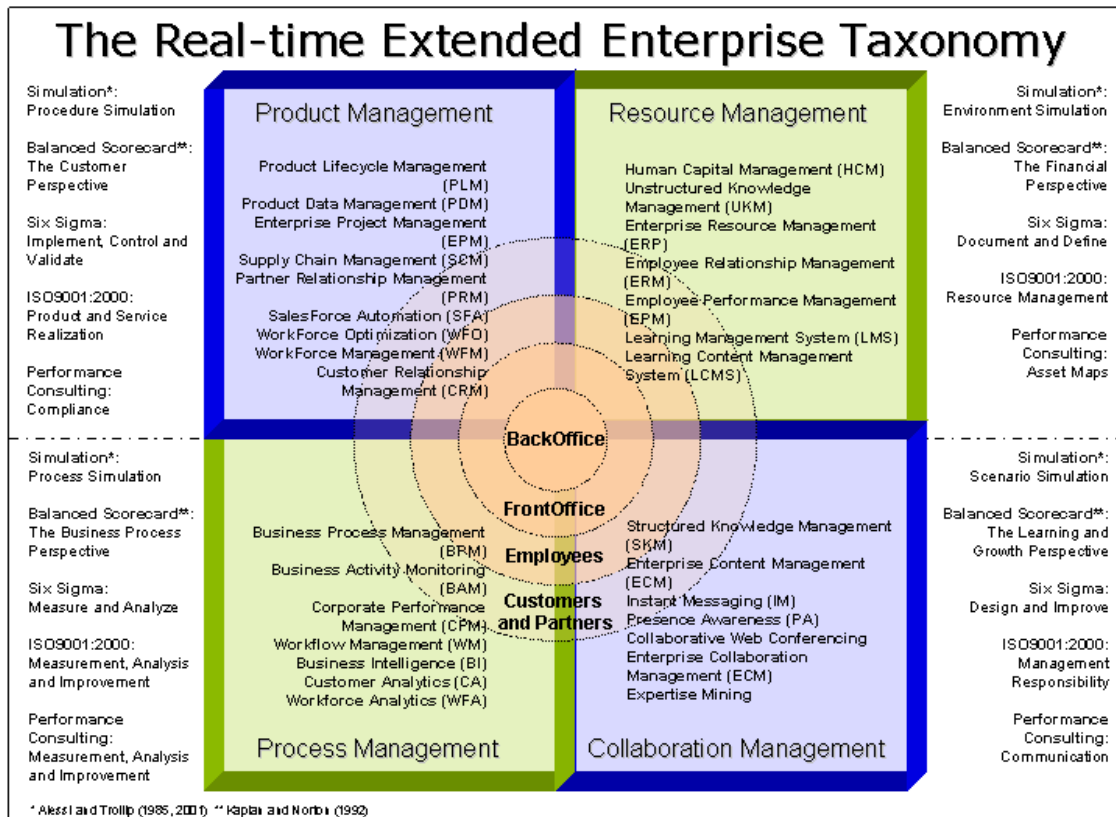 The Real-time Extended Enterprise Taxonomy
Simulation*:
Procedure Simulation
Balanced Scorecard**:
The Customer
Perspective
Six Sigma:
Implement, Control and
Validate
ISO9001:2000:
Product and Service
Realization
Performance
Consulting:
Compliance
Product Management
Product Lifecycle Management
(PLM)
Product Data Management (PDM)
Enterprise Project Management
(EPM)
Supply Chain Management (SCM)
Partner Relationship Management
(PRM)
SalesForce Automation (SFA)
WorkForce Optimization (WFO)
WorkForce Management (WFM)
Customer Relationship
Management (CRM)
Resource Management
Human Capital Management (HCM)
Unstructured Knowledge
Management (UKM)
Enterprise Resource Management
(ERP)
Employee Relationship Management
(ERM)
Employee Performance Management
(EPM)
Learning Management System (LMS)
Learning Content Management
System (LCMS)
Simulation*:
Environment Simulation
Balanced Scorecard**:
The Financial
Perspective
Six Sigma:
Document and Define
ISO9001:2000:
Resource Management
Performance
Consulting:
Asset Maps
BackOffice
FrontOffice
Employees
Customers
and Partners
Simulation*:
Process Simulation
Balanced Scorecard**:
The Business Process
Perspective
Six Sigma:
Measure and Analyze
ISO9001:2000:
Measurement, Analysis
and Improvement
Performance
Consulting:
Measurement, Analysis
and Improvement
Business Process Management
(BPM)
Business Activity Monitoring
(BAM)
Corporate Performance
Management (CPM)
Workflow Management (WM)
Business Intelligence (BI)
Customer Analytics (CA)
Workforce Analytics (WFA)
Process Management
Structured Knowledge Management
(SKM)
Enterprise Content Management
(ECM)
Instant Messaging (IM)
Presence Awareness (PA)
Collaborative Web Conferencing
Enterprise Collaboration
Management (ECM)
Expertise Mining
Collaboration Management
Simulation*:
Scenario Simulation
Balanced Scorecard**:
The Learning and
Growth Perspective
Six Sigma:
Design and Improve
ISO9001:2000:
Management
Responsibility
Performance
Consulting:
Communication
* Alessi and Trollip (1985, 2001) ** Kaplan and Norton (1992)